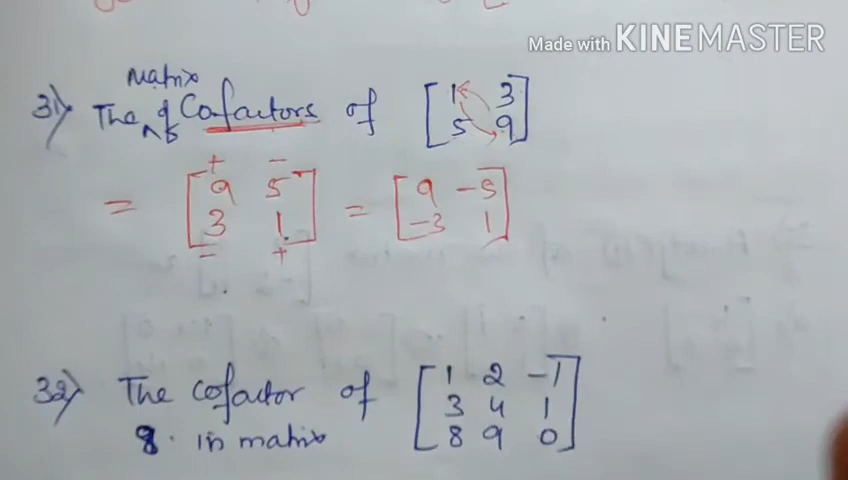 Made with KINEMASTER
31) The matrix of Cofactors of [1 3
5 9]
= [9 5
3 1] = [9 -5
-3 1]
+ -
- +
32) The cofactor of [1 2 -1
3 4 1
8. in matrix 8 9 0]